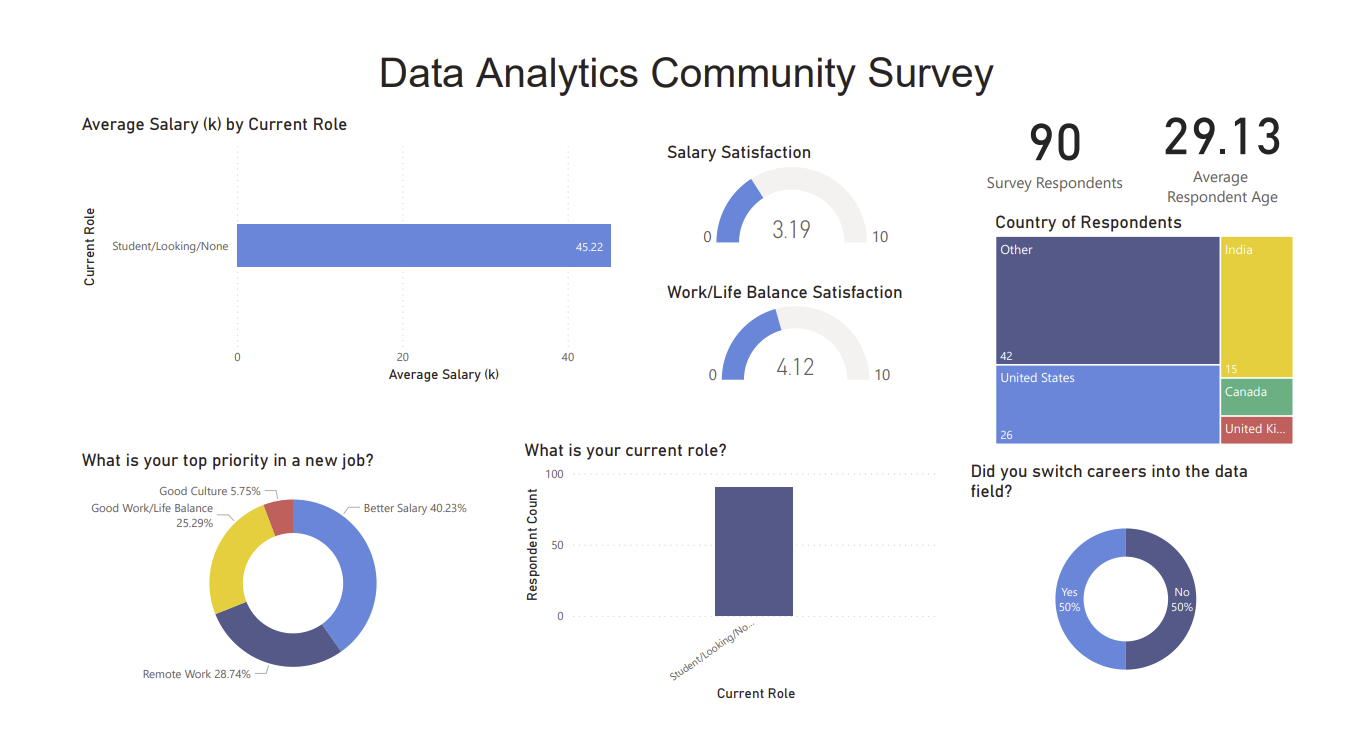 Data Analytics Community Survey
Average Salary (k) by Current Role
Current Role
Student/Looking/None
45.22
0
20
40
Average Salary (k)
Salary Satisfaction
0
3.19
10
Work/Life Balance Satisfaction
0
4.12
10
90
Survey Respondents
29.13
Average
Respondent Age
Country of Respondents
Other
42
United States
26
India
15
Canada
United Ki...
What is your top priority in a new job?
Good Culture 5.75%
Good Work/Life Balance
25.29%
Better Salary 40.23%
Remote Work 28.74%
What is your current role?
Respondent Count
100
50
0
Student/Looking/No...
Current Role
Did you switch careers into the data
field?
Yes
50%
No
50%